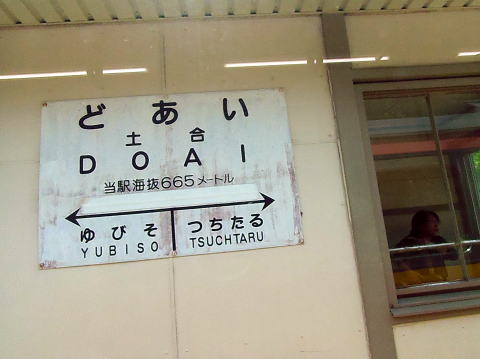 どあい
土合
DOAI
当駅海抜665メートル
ゆびそ つちたる
YUBISO TSUCHTARU